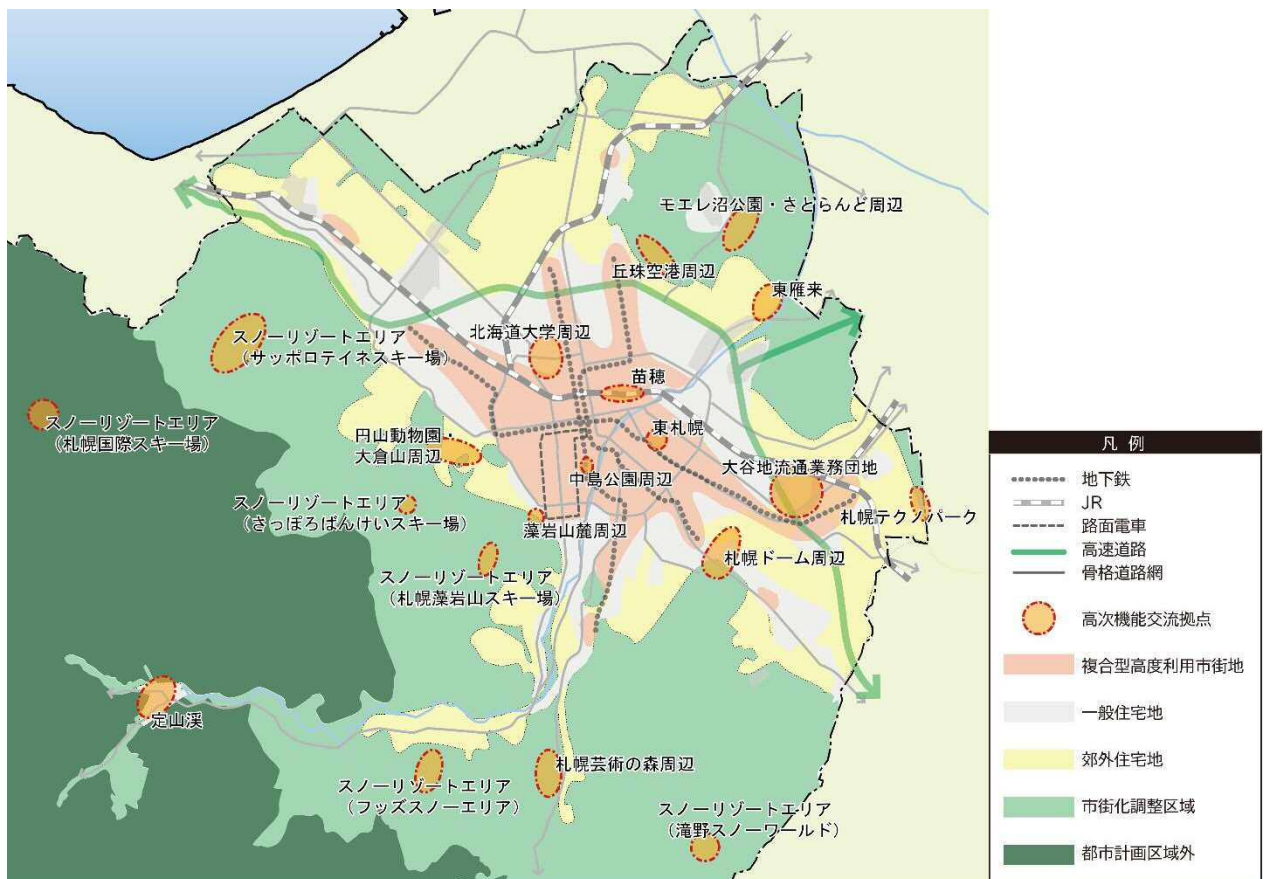 モエレ沼公園・さとらんど周辺
丘珠空港周辺
東雁来
スノーリゾートエリア
（サッポロテイネスキー場）
北海道大学周辺
苗穂
スノーリゾートエリア
（札幌国際スキー場）
円山動物園・
大倉山周辺
東札幌
中島公園周辺
大谷地流通業務団地
スノーリゾートエリア
（さっぽろばんけいスキー場）
藻岩山麓周辺
札幌テクノパーク
札幌ドーム周辺
スノーリゾートエリア
（札幌藻岩山スキー場）
定山渓
スノーリゾートエリア
（フッズスノーエリア）
札幌芸術の森周辺
スノーリゾートエリア
（滝野スノーワールド）
凡 例
地下鉄
JR
路面電車
高速道路
骨格道路網
高次機能交流拠点
複合型高度利用市街地
一般住宅地
郊外住宅地
市街化調整区域
都市計画区域外